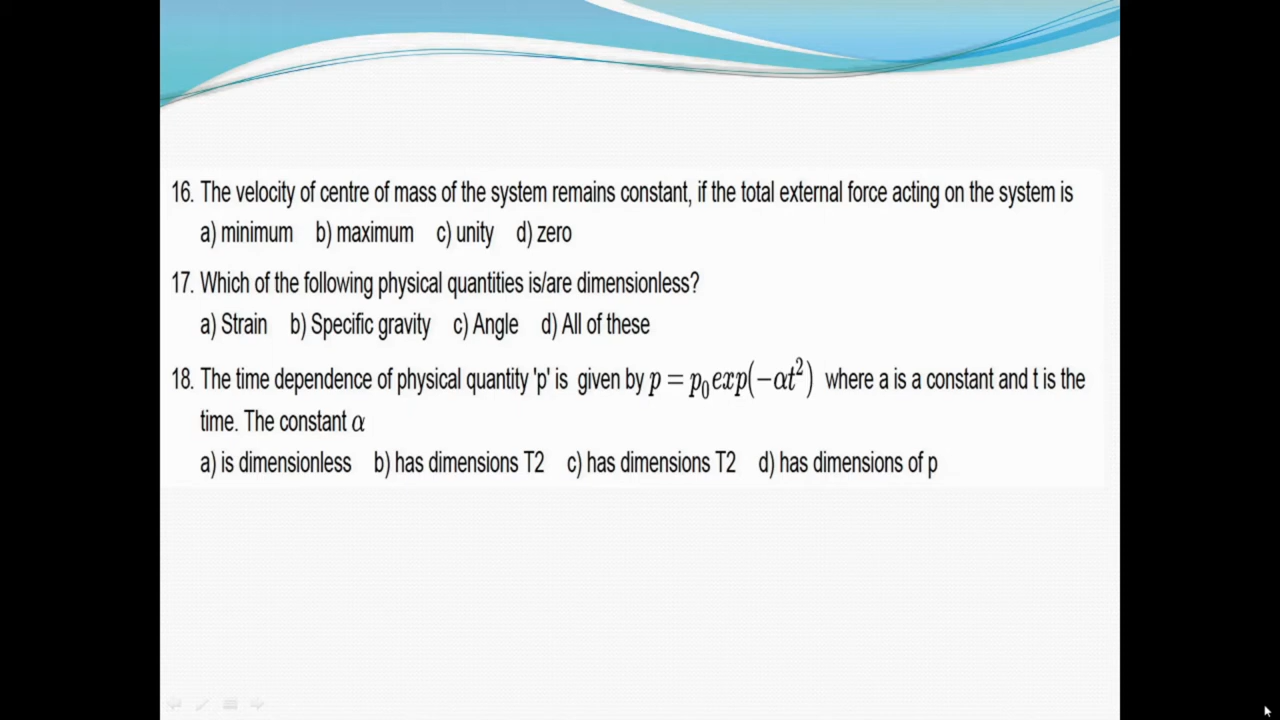 16. The velocity of centre of mass of the system remains constant, if the total external force acting on the system is
a) minimum b) maximum c) unity d) zero
17. Which of the following physical quantities is/are dimensionless?
a) Strain b) Specific gravity c) Angle d) All of these
18. The time dependence of physical quantity 'p' is given by p = p₀exp(−αt²) where a is a constant and t is the
time. The constant α
a) is dimensionless b) has dimensions T2 c) has dimensions T2 d) has dimensions of p